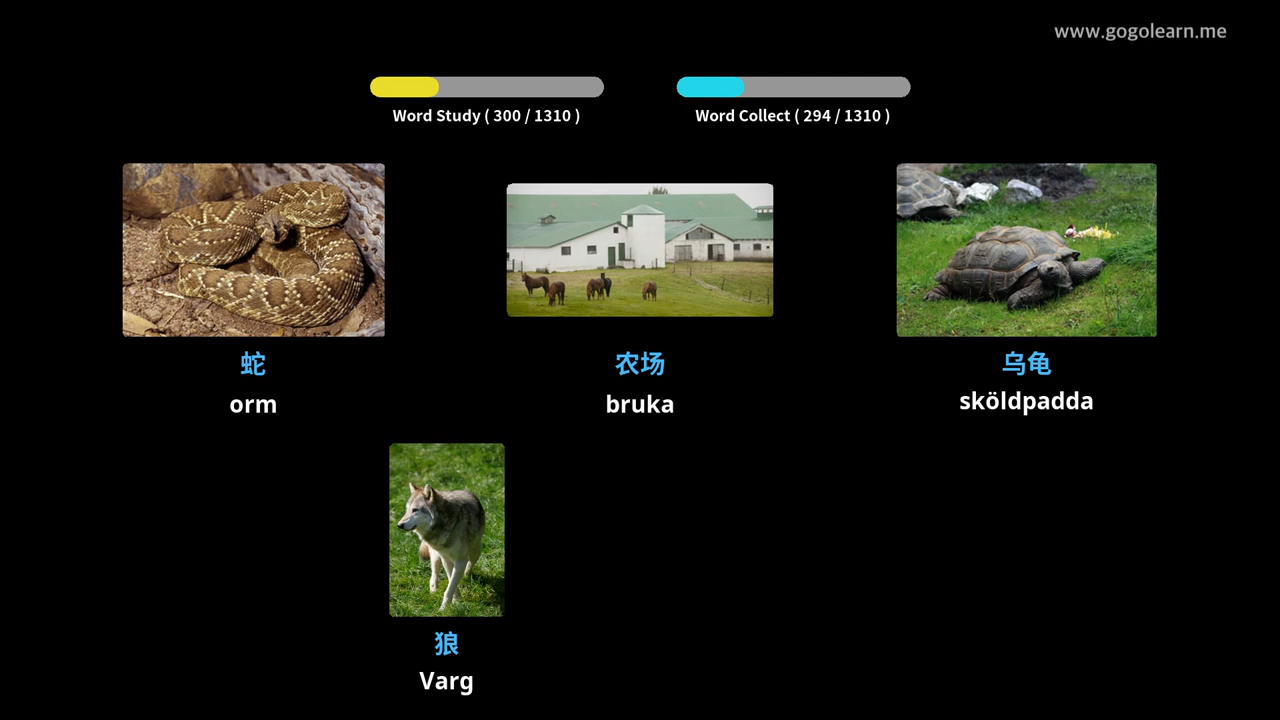 www.gogolearn.me
Word Study ( 300 / 1310 )
Word Collect ( 294 / 1310 )
蛇
orm
农场
bruka
乌龟
sköldpadda
狼
Varg